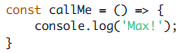 const callMe = () => {
    console.log('Max!');
}